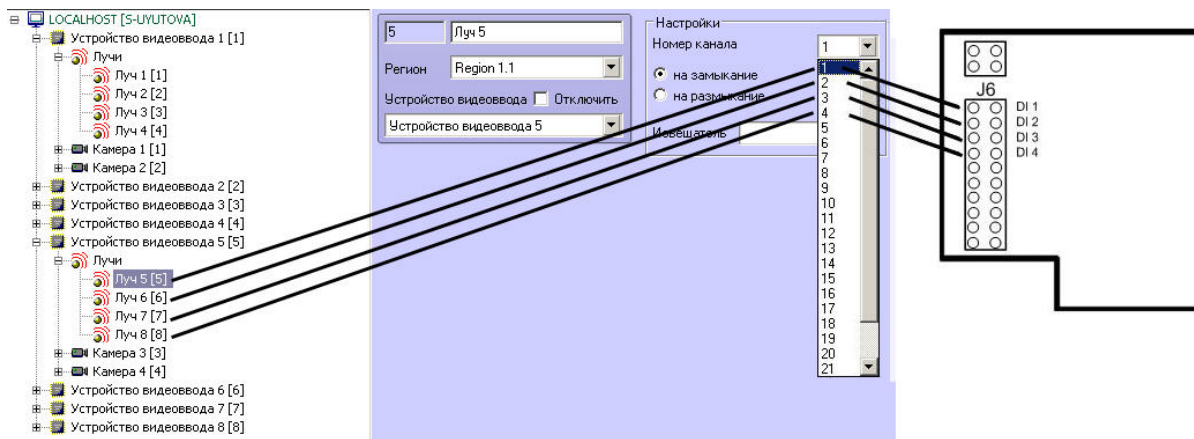 LOCALHOST [S-UYUTOVA]
Устройство видеоввода 1 [1]
Лучи
Луч 1 [1]
Луч 2 [2]
Луч 3 [3]
Луч 4 [4]
Камера 1 [1]
Камера 2 [2]
Устройство видеоввода 2 [2]
Устройство видеоввода 3 [3]
Устройство видеоввода 4 [4]
Устройство видеоввода 5 [5]
Лучи
Луч 5 [5]
Луч 6 [6]
Луч 7 [7]
Луч 8 [8]
Камера 3 [3]
Камера 4 [4]
Устройство видеоввода 6 [6]
Устройство видеоввода 7 [7]
Устройство видеоввода 8 [8]
5 Луч 5
Регион Region 1.1
Устройство видеоввода Отключить
Устройство видеоввода 5
Настройки
Номер канала 1
на замыкание
на размыкание
Извещатель
1
2
3
4
5
6
7
8
9
10
11
12
13
14
15
16
17
18
19
20
21
J6
DI 1
DI 2
DI 3
DI 4